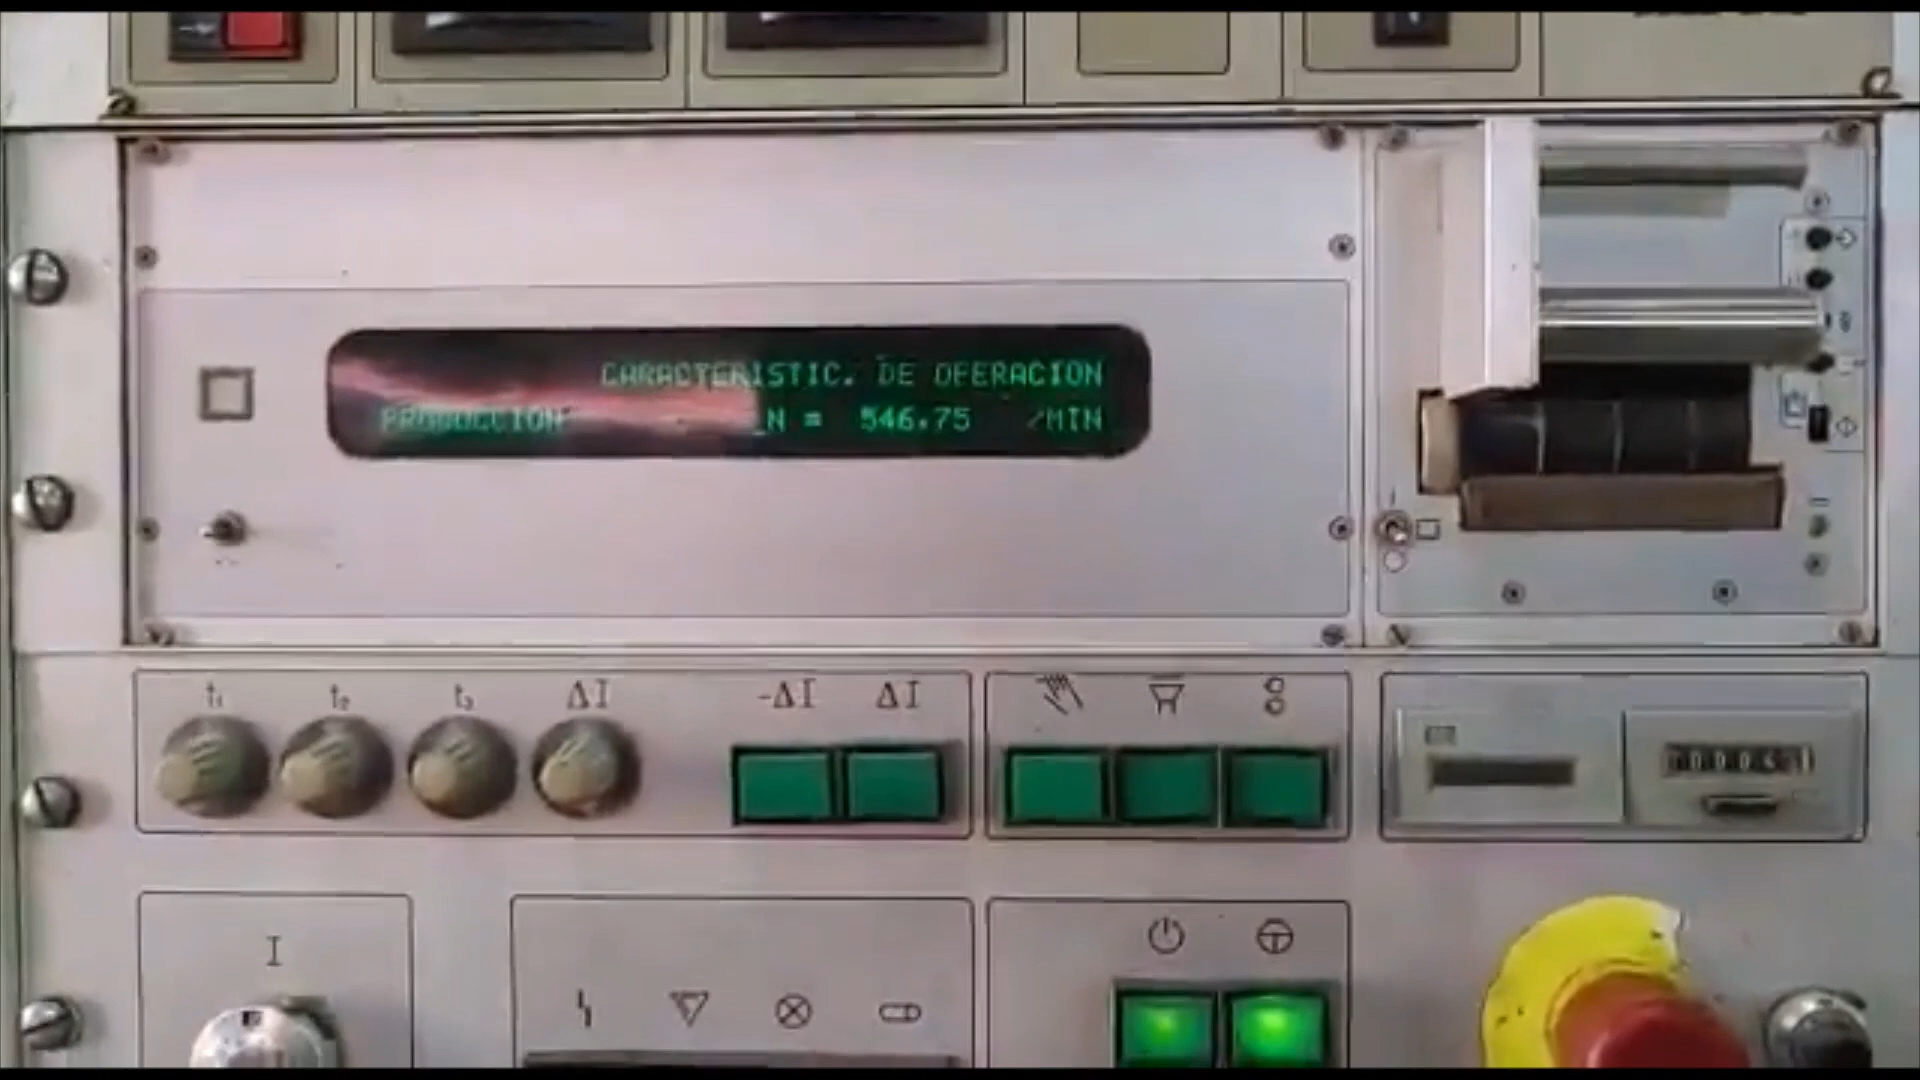 CARACTERISTIC. DE OPERACION
PRODUCCION N = 546.75 /MIN
t₁ t₂ t₃ ΔI -ΔI ΔI
I